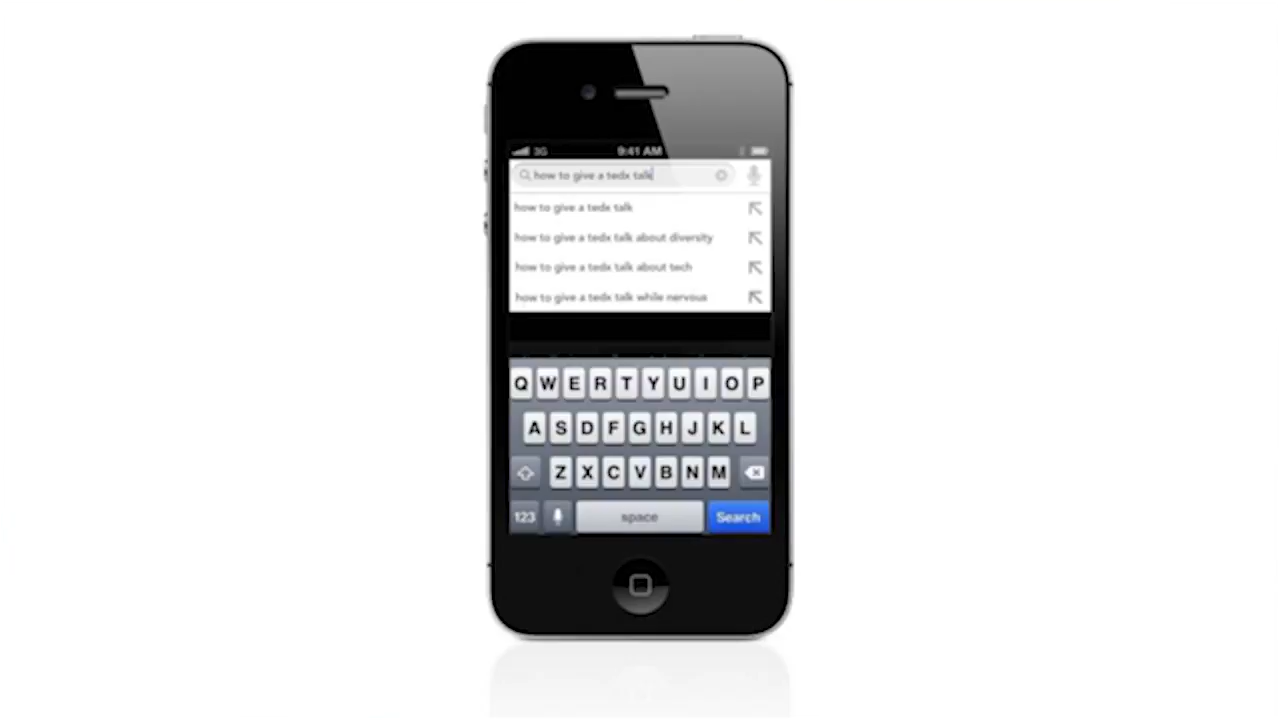 3G 9:41 AM
how to give a tedx talk
how to give a tedx talk
how to give a tedx talk about diversity
how to give a tedx talk about tech
how to give a tedx talk while nervous
Q W E R T Y U I O P
A S D F G H J K L
Z X C V B N M
123 space Search